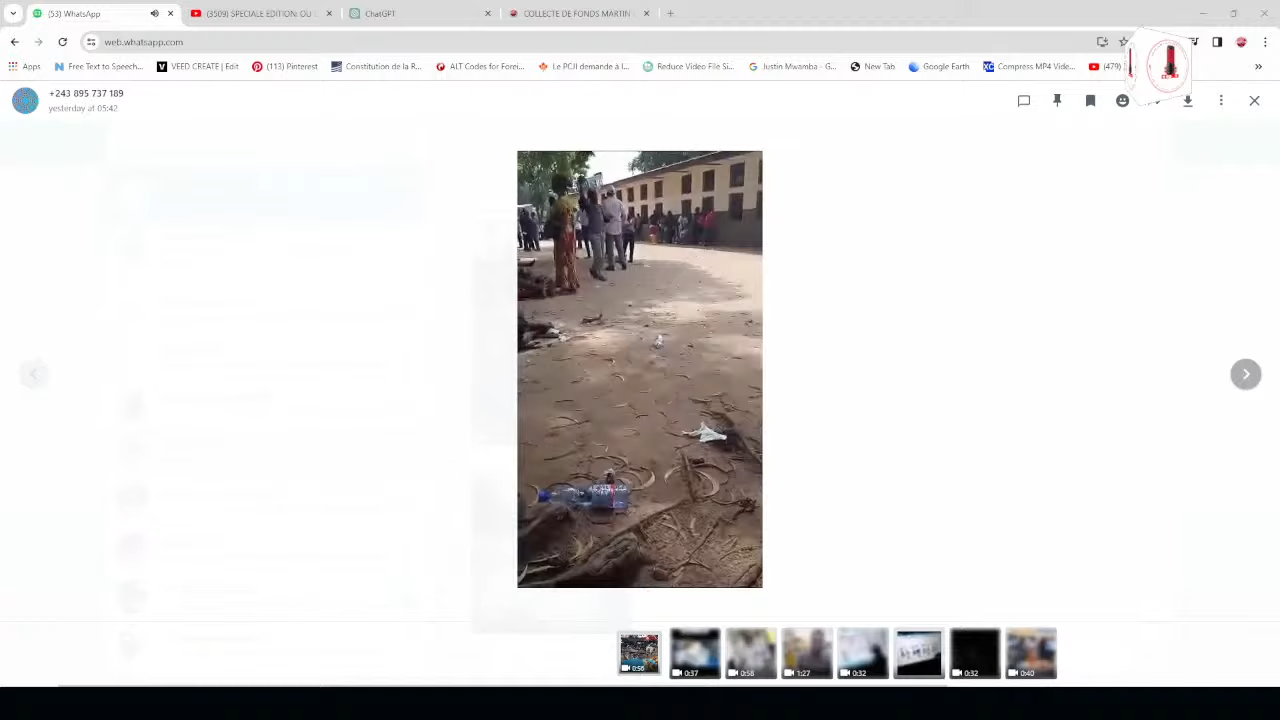 (53) WhatsApp
(3509) SPECIALE EDITION OU
ChatGPT
COLLECTE DE FONDS MARTIN
web.whatsapp.com
Apps
Free Text to Speech...
VEED.CREATE | Edit
(113) Pinterest
Constitution de la R...
ALT Codes for Forei...
Le PCJI demande à l...
Reduce Video File Si...
Justin Mwamba - G...
New Tab
Google Earth
Compress MP4 Vide...
(479)
+243 895 737 189
yesterday at 05:42
0:56
0:37
0:58
1:27
0:32
0:32
0:40